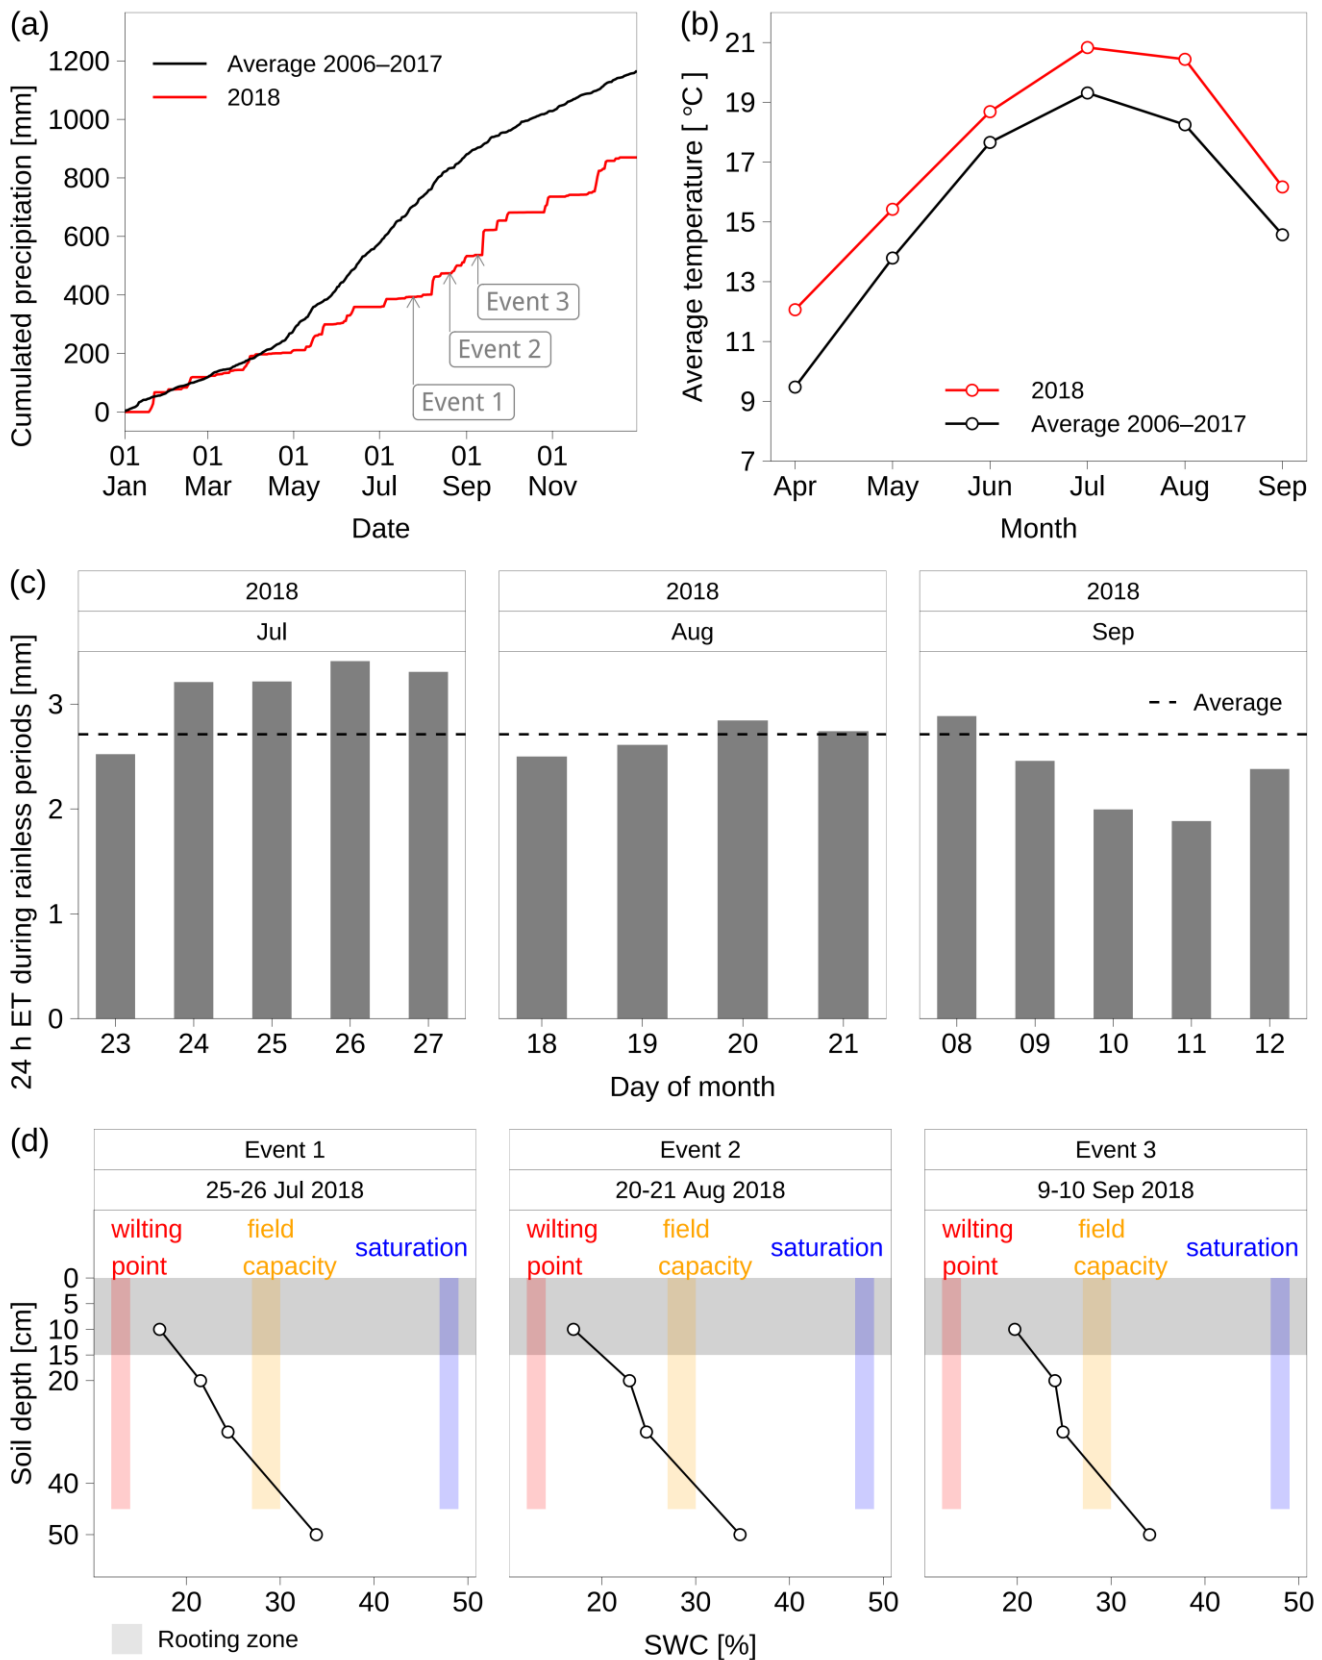 (a)
Cumulated precipitation [mm]
1200
1000
800
600
400
200
0
Average 2006–2017
2018
Event 3
Event 2
Event 1
01 01 01 01 01 01
Jan Mar May Jul Sep Nov
Date
(b)
Average temperature [ °C ]
21
19
17
15
13
11
9
7
2018
Average 2006–2017
Apr May Jun Jul Aug Sep
Month
(c)
24 h ET during rainless periods [mm]
2018 2018 2018
Jul Aug Sep
3
2
1
0
Average
23 24 25 26 27 18 19 20 21 08 09 10 11 12
Day of month
(d)
Soil depth [cm]
Event 1 Event 2 Event 3
25-26 Jul 2018 20-21 Aug 2018 9-10 Sep 2018
wilting
point
field
capacity
saturation
wilting
point
field
capacity
saturation
wilting
point
field
capacity
saturation
0
5
10
15
20
40
50
20 30 40 50 20 30 40 50 20 30 40 50
Rooting zone
SWC [%]